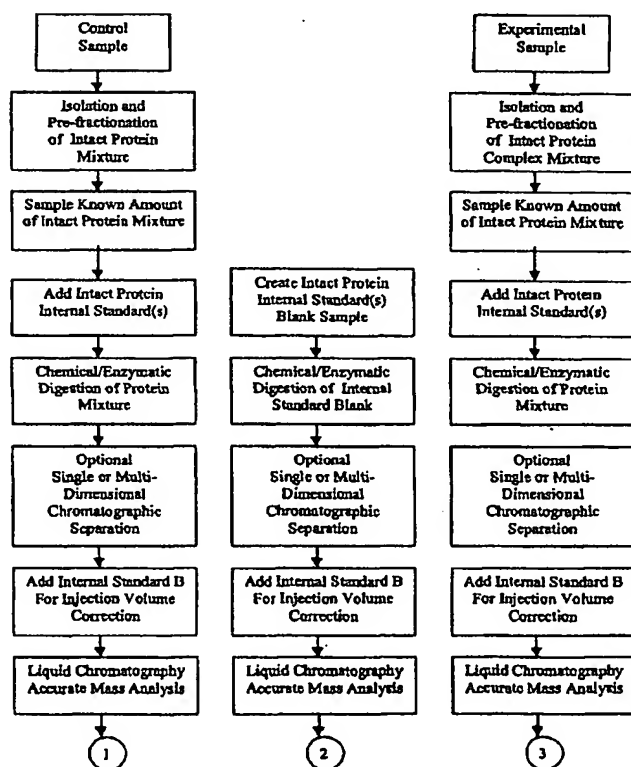 Control
Sample
Isolation and
Pre-fractionation
of Intact Protein
Mixture
Sample Known Amount
of Intact Protein Mixture
Add Intact Protein
Internal Standard(s)
Chemical/Enzymatic
Digestion of Protein
Mixture
Optional
Single or Multi-
Dimensional
Chromatographic
Separation
Add Internal Standard B
For Injection Volume
Correction
Liquid Chromatography
Accurate Mass Analysis
1
Create Intact Protein
Internal Standard(s)
Blank Sample
Chemical/Enzymatic
Digestion of Internal
Standard Blank
Optional
Single or Multi-
Dimensional
Chromatographic
Separation
Add Internal Standard B
For Injection Volume
Correction
Liquid Chromatography
Accurate Mass Analysis
2
Experimental
Sample
Isolation and
Pre-fractionation
of Intact Protein
Complex Mixture
Sample Known Amount
of Intact Protein Mixture
Add Intact Protein
Internal Standard(s)
Chemical/Enzymatic
Digestion of Protein
Mixture
Optional
Single or Multi-
Dimensional
Chromatographic
Separation
Add Internal Standard B
For Injection Volume
Correction
Liquid Chromatography
Accurate Mass Analysis
3